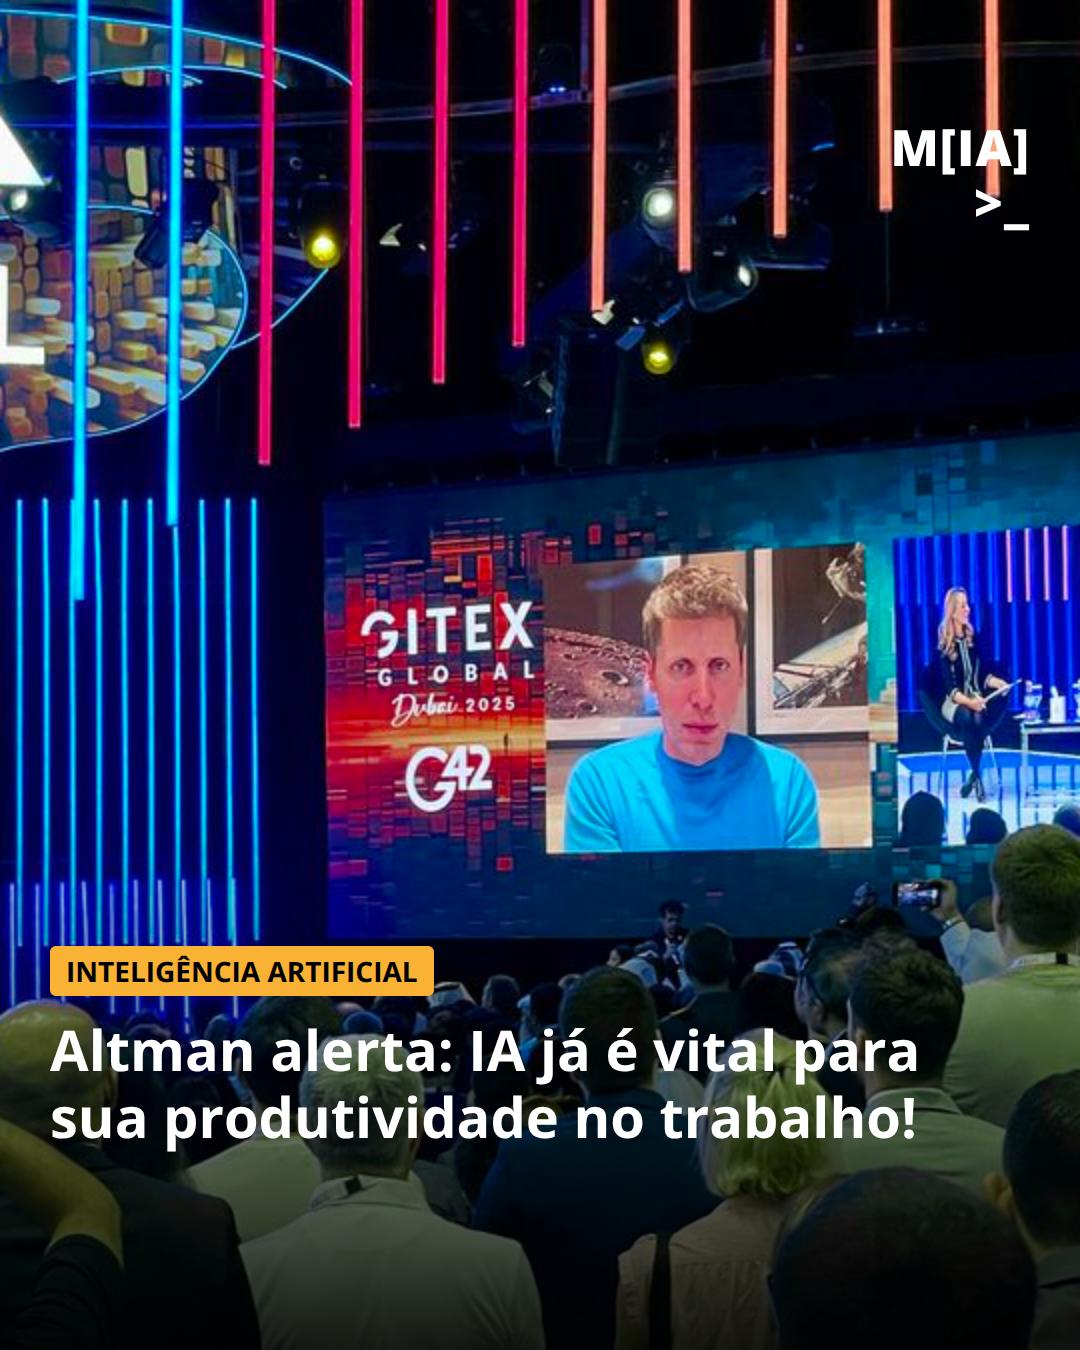 M[IA]
>_
GITEX
GLOBAL
Dubai 2025
G42
INTELIGÊNCIA ARTIFICIAL
Altman alerta: IA já é vital para
sua produtividade no trabalho!